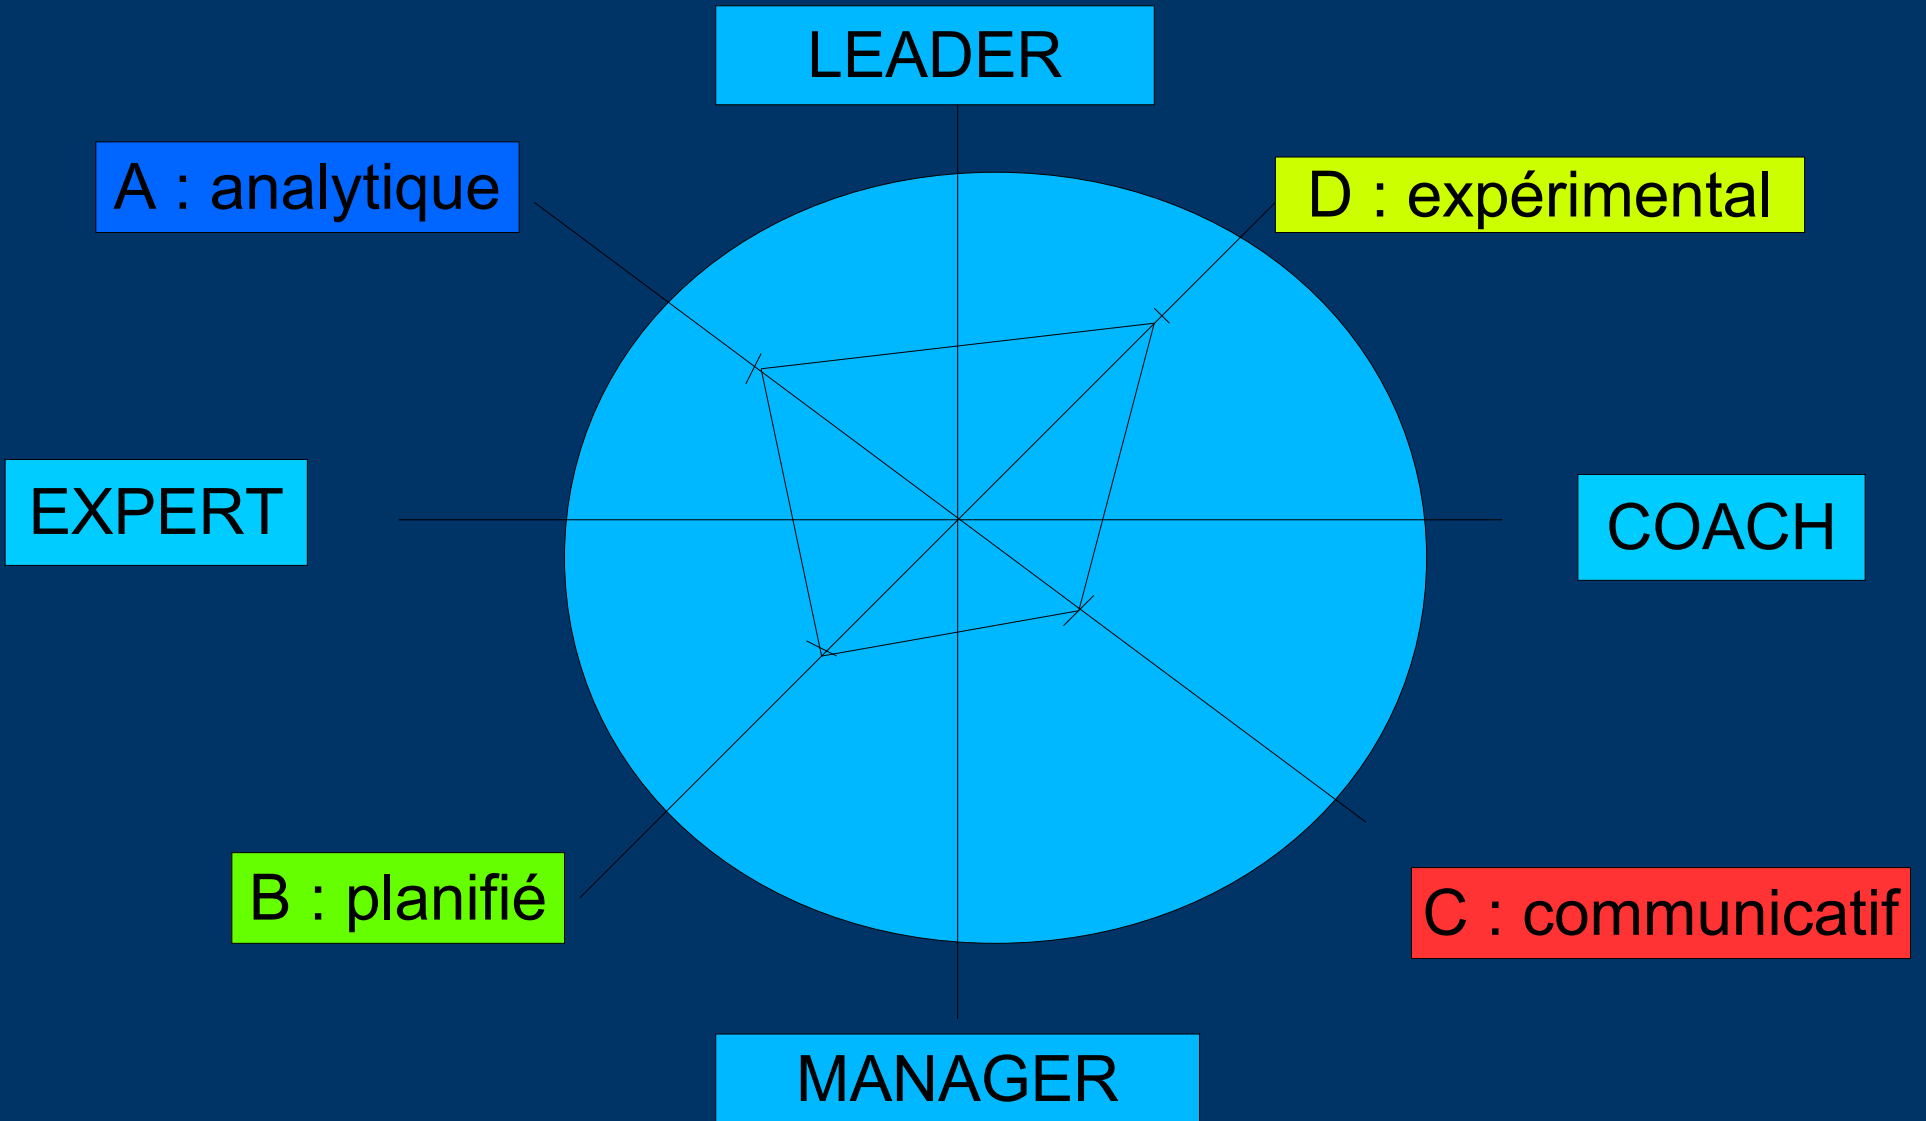 LEADER
A : analytique
D : expérimental
EXPERT
COACH
B : planifié
C : communicatif
MANAGER